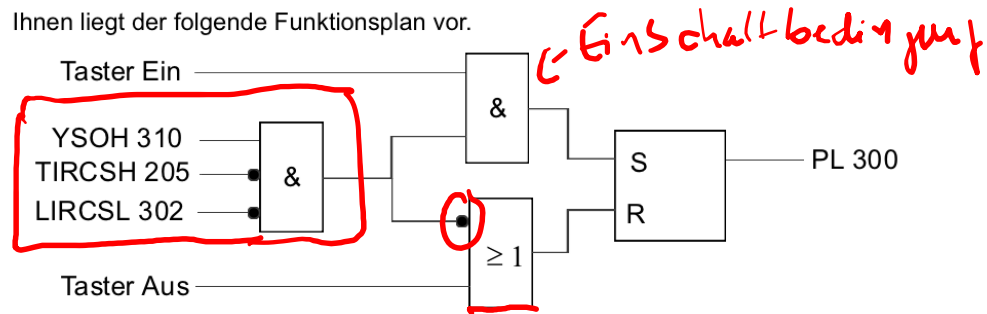 Ihnen liegt der folgende Funktionsplan vor.
Einschaltbedingung
Taster Ein
&
YSOH 310
TIRCSH 205
&
LIRCSL 302
S
PL 300
R
≥ 1
Taster Aus